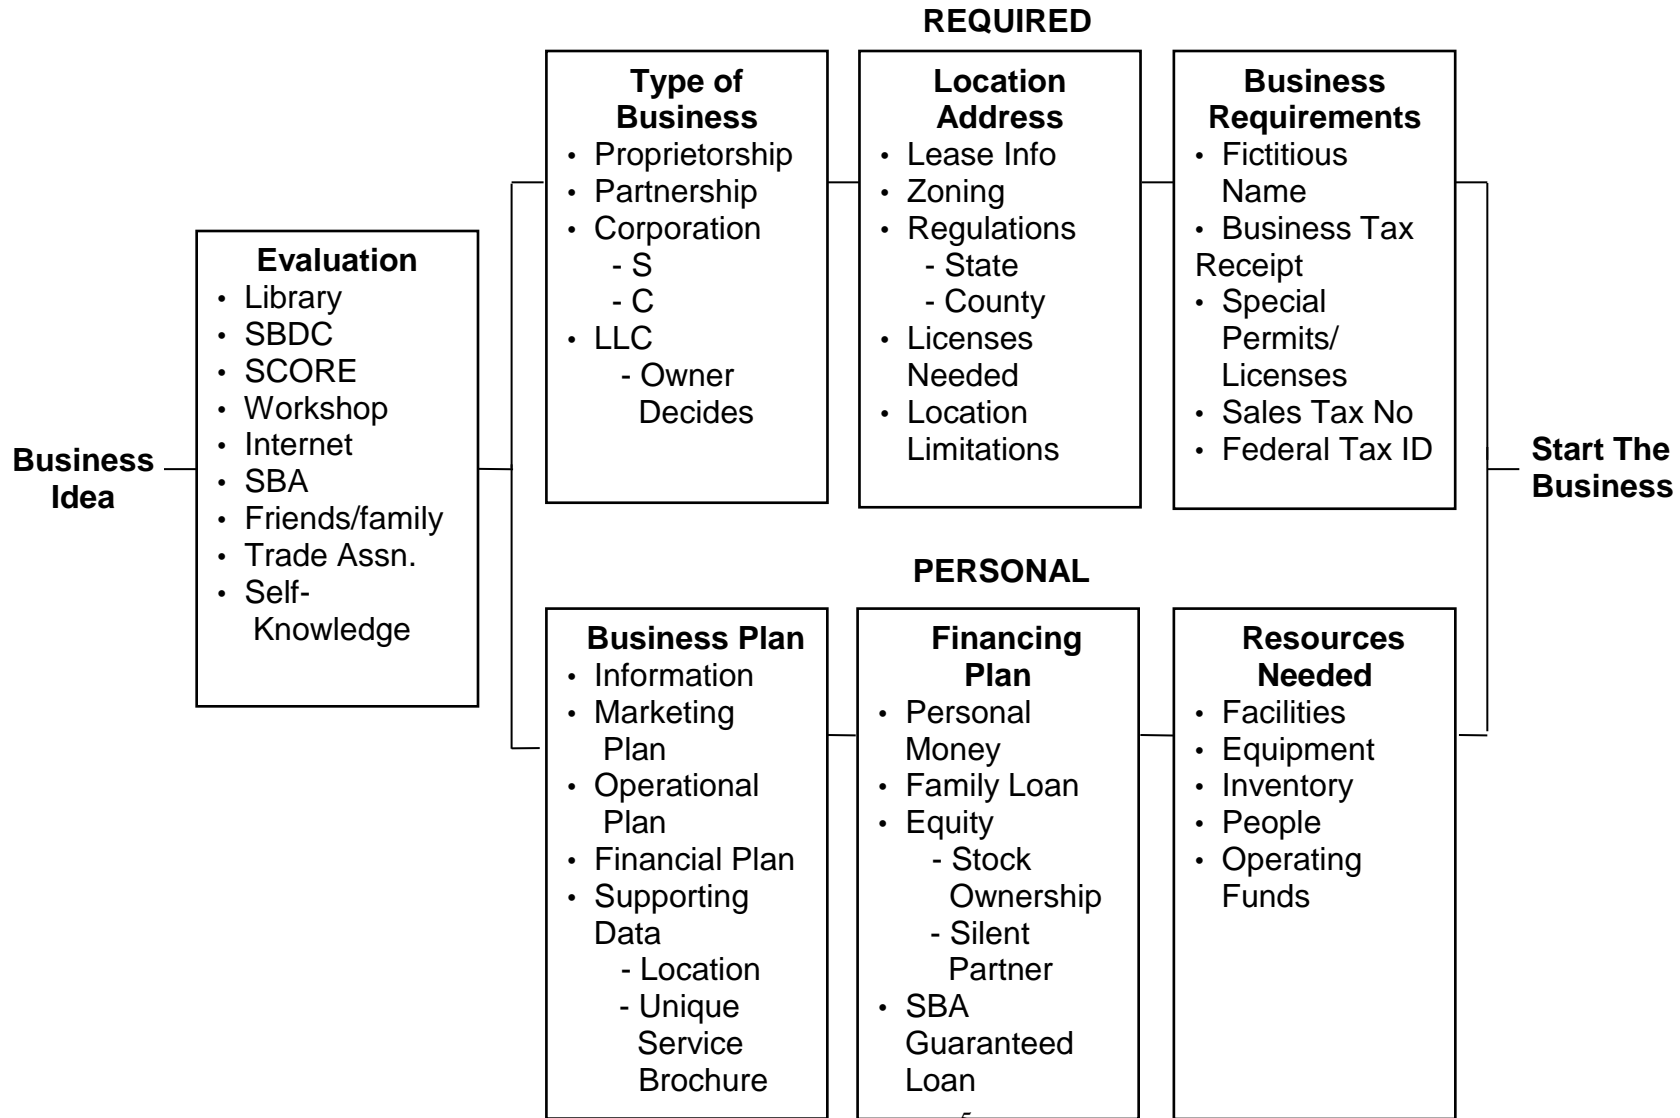 Business
Idea
Evaluation
• Library
• SBDC
• SCORE
• Workshop
• Internet
• SBA
• Friends/family
• Trade Assn.
• Self-
Knowledge
REQUIRED
Type of
Business
• Proprietorship
• Partnership
• Corporation
- S
- C
• LLC
- Owner
Decides
Location
Address
• Lease Info
• Zoning
• Regulations
- State
- County
• Licenses
Needed
• Location
Limitations
Business
Requirements
• Fictitious
Name
• Business Tax
Receipt
• Special
Permits/
Licenses
• Sales Tax No
• Federal Tax ID
PERSONAL
Business Plan
• Information
• Marketing
Plan
• Operational
Plan
• Financial Plan
• Supporting
Data
- Location
- Unique
Service
Brochure
Financing
Plan
• Personal
Money
• Family Loan
• Equity
- Stock
Ownership
- Silent
Partner
• SBA
Guaranteed
Loan
Resources
Needed
• Facilities
• Equipment
• Inventory
• People
• Operating
Funds
Start The
Business